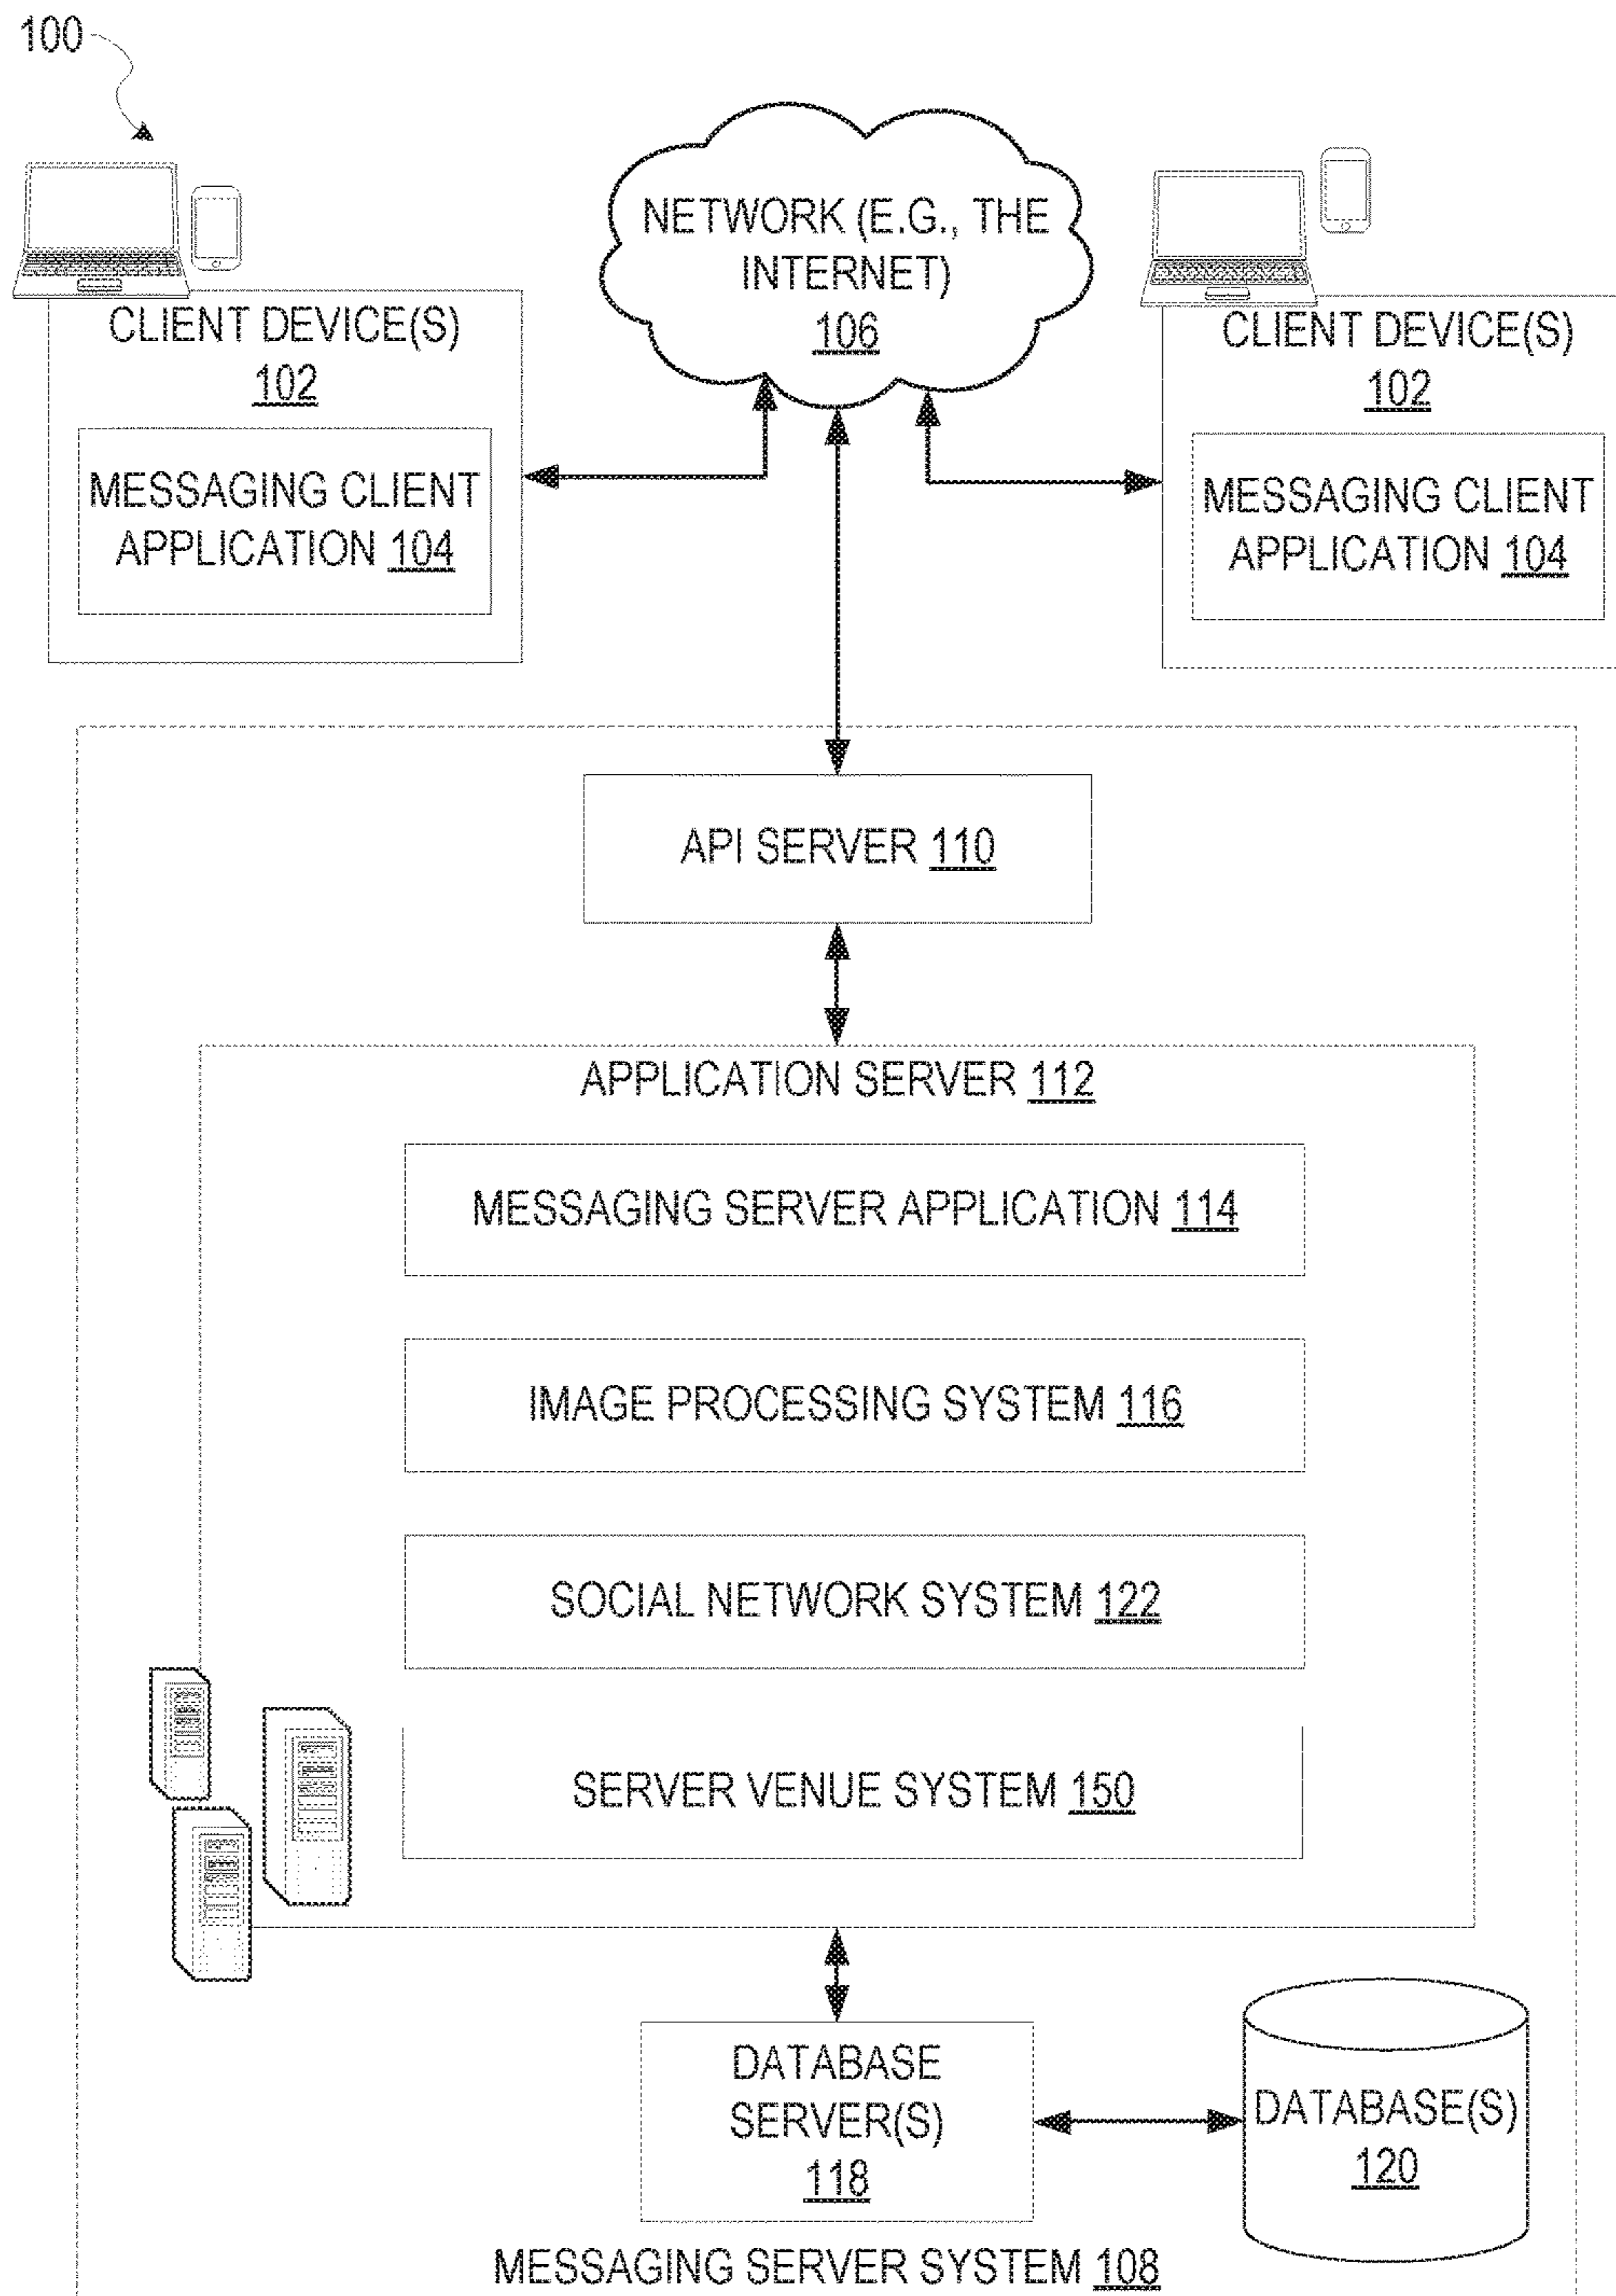 100
NETWORK (E.G., THE
INTERNET)
106
CLIENT DEVICE(S)
102
MESSAGING CLIENT
APPLICATION 104
CLIENT DEVICE(S)
102
MESSAGING CLIENT
APPLICATION 104
API SERVER 110
APPLICATION SERVER 112
MESSAGING SERVER APPLICATION 114
IMAGE PROCESSING SYSTEM 116
SOCIAL NETWORK SYSTEM 122
SERVER VENUE SYSTEM 150
DATABASE
SERVER(S)
118
DATABASE(S)
120
MESSAGING SERVER SYSTEM 108